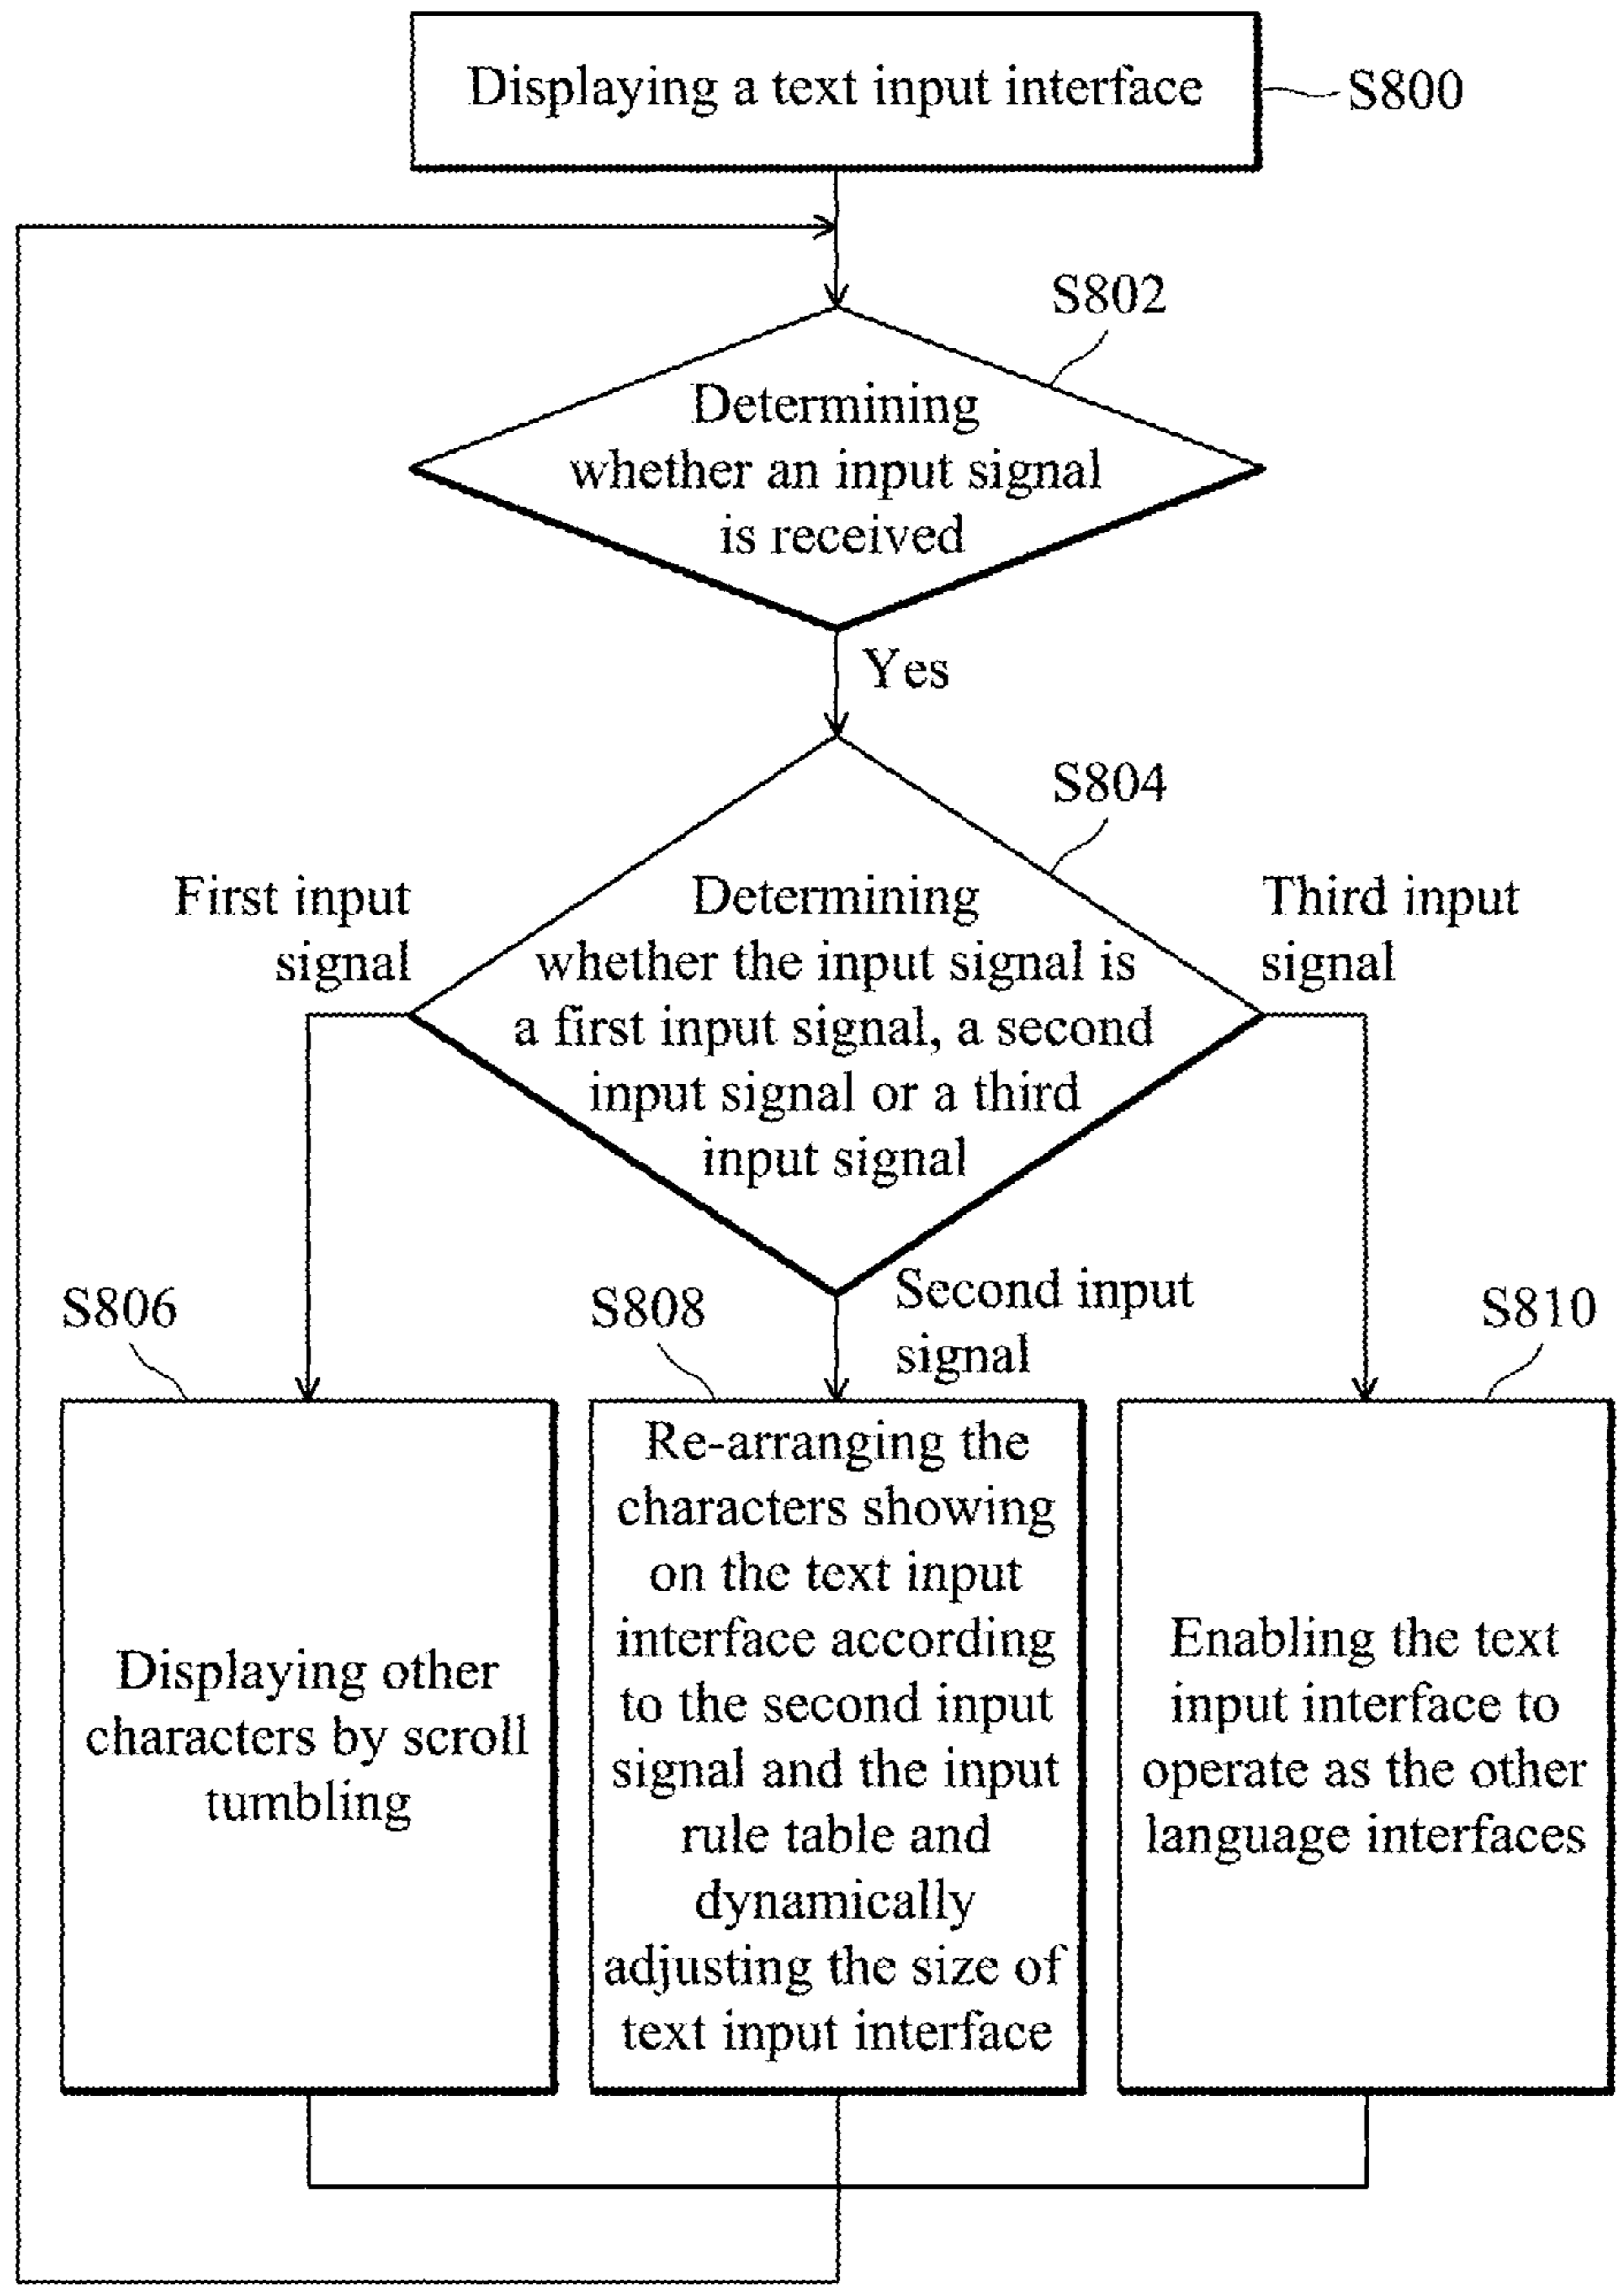 Displaying a text input interface
S800
S802
Determining
whether an input signal
is received
Yes
S804
First input
signal
Determining
whether the input signal is
a first input signal, a second
input signal or a third
input signal
Third input
signal
Second input
signal
S806
Displaying other
characters by scroll
tumbling
S808
Re-arranging the
characters showing
on the text input
interface according
to the second input
signal and the input
rule table and
dynamically
adjusting the size of
text input interface
S810
Enabling the text
input interface to
operate as the other
language interfaces